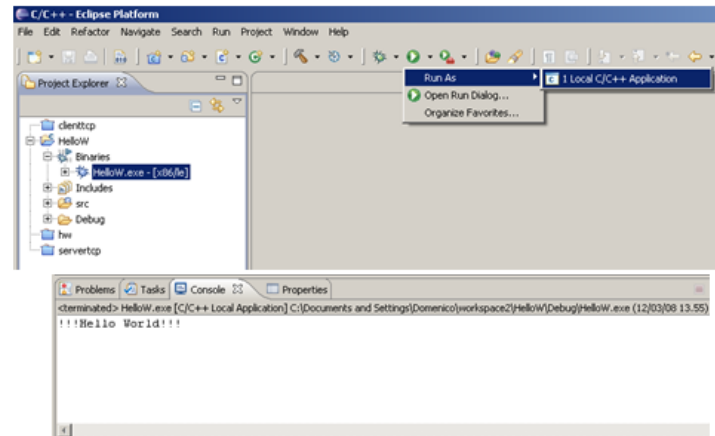 C/C++ - Eclipse Platform
File Edit Refactor Navigate Search Run Project Window Help
Project Explorer
Run As
1 Local C/C++ Application
Open Run Dialog...
Organize Favorites...
clienttcp
HelloW
Binaries
HelloW.exe - [x86/le]
Includes
src
Debug
hw
servertcp
Problems Tasks Console Properties
<terminated> HelloW.exe [C/C++ Local Application] C:\Documents and Settings\Domenico\workspace2\HelloW\Debug\HelloW.exe (12/03/08 13.55)
!!!Hello World!!!